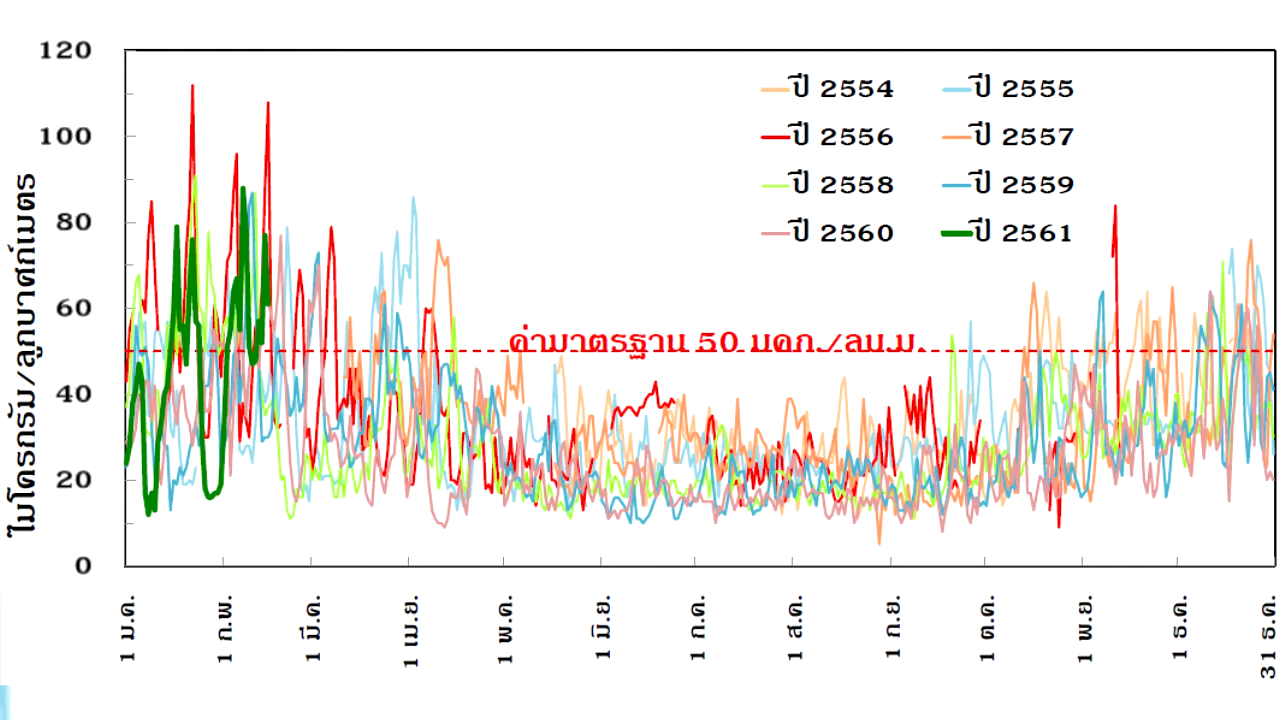 120
100
80
60
40
20
0
ไมโครกรัม/ลูกบาศก์เมตร
ปี 2554
ปี 2555
ปี 2556
ปี 2557
ปี 2558
ปี 2559
ปี 2560
ปี 2561
ค่ามาตรฐาน 50 มคก./ลบ.ม.
1 ม.ค.
1 ก.พ.
1 มี.ค.
1 เม.ย.
1 พ.ค.
1 มิ.ย.
1 ก.ค.
1 ส.ค.
1 ก.ย.
1 ต.ค.
1 พ.ย.
1 ธ.ค.
31 ธ.ค.